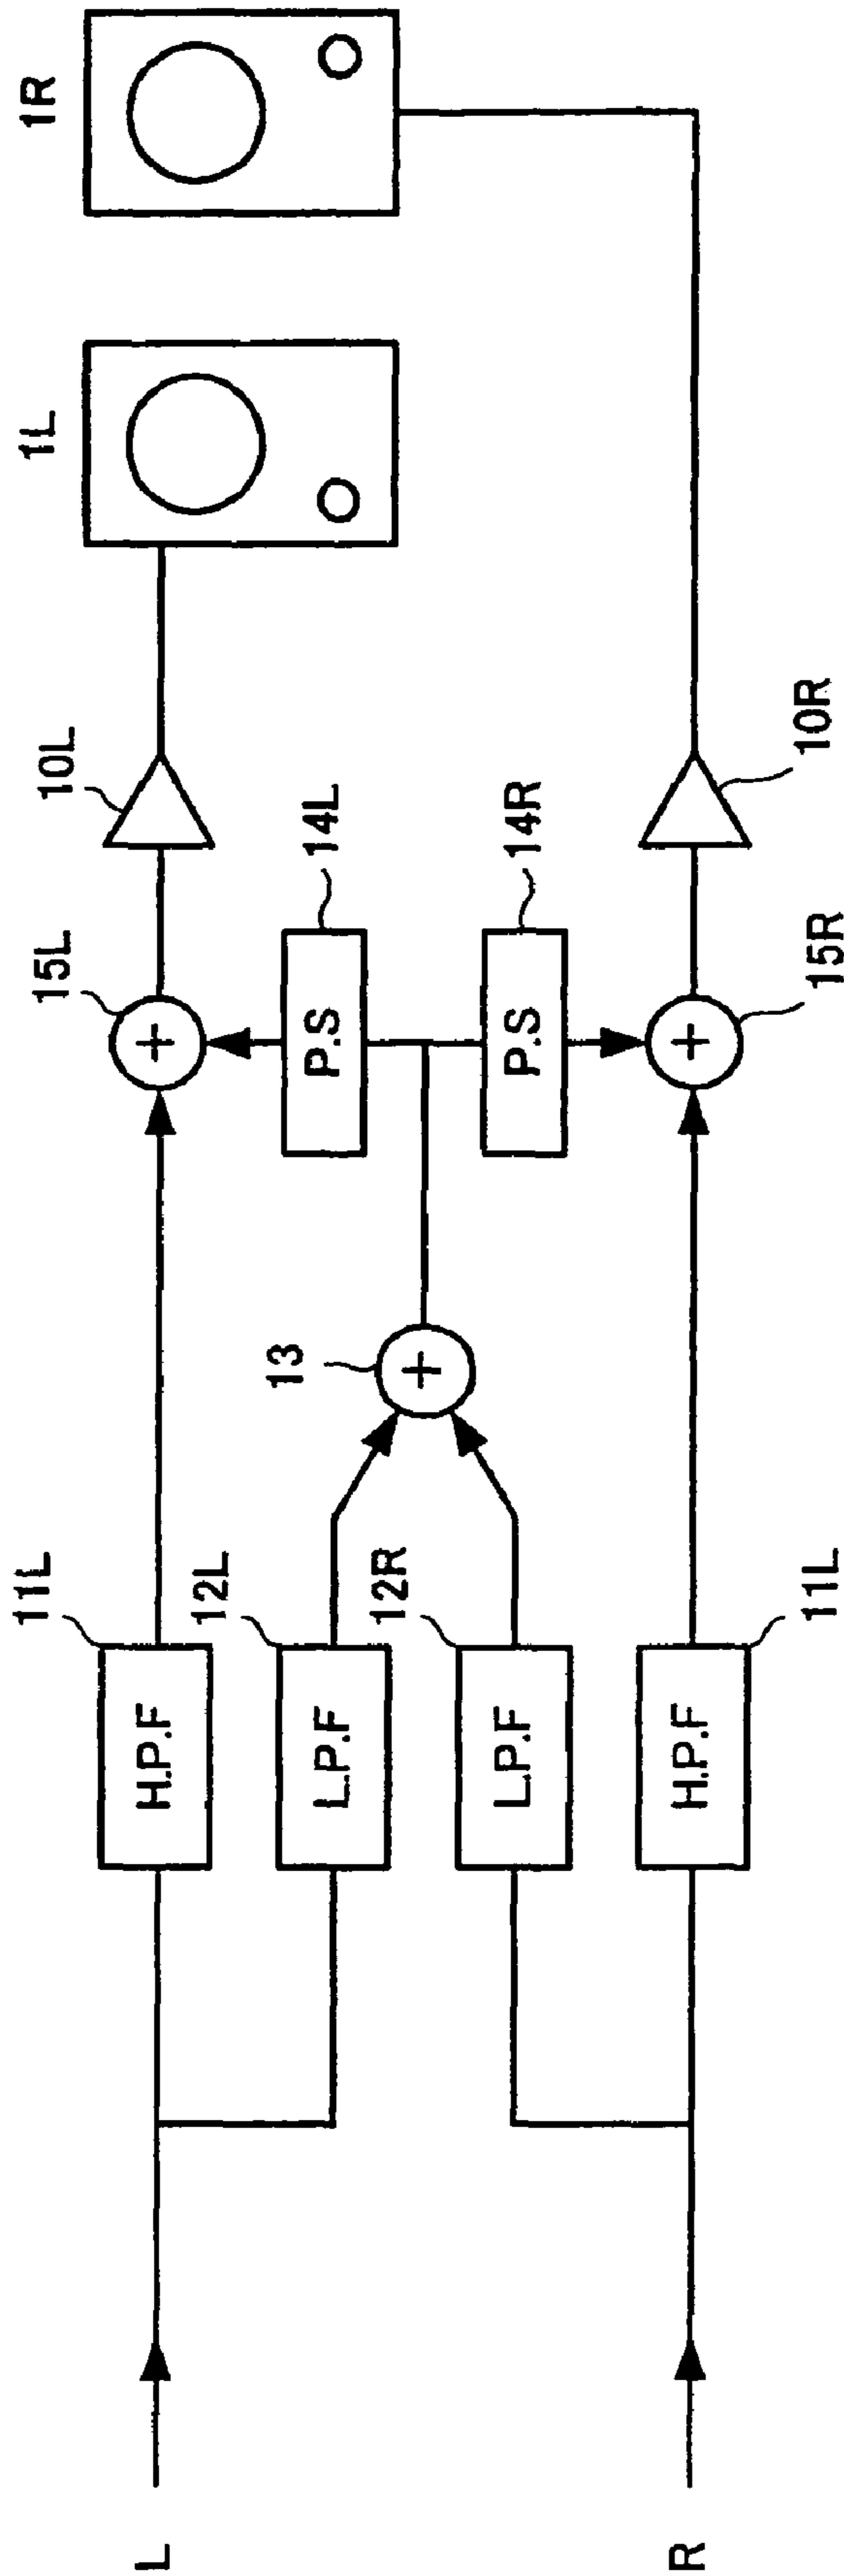 1L
1R
10L
15L
14L
P.S
13
14R
P.S
10R
15R
11L
H.P.F
12L
L.P.F
12R
L.P.F
11L
H.P.F
L
R